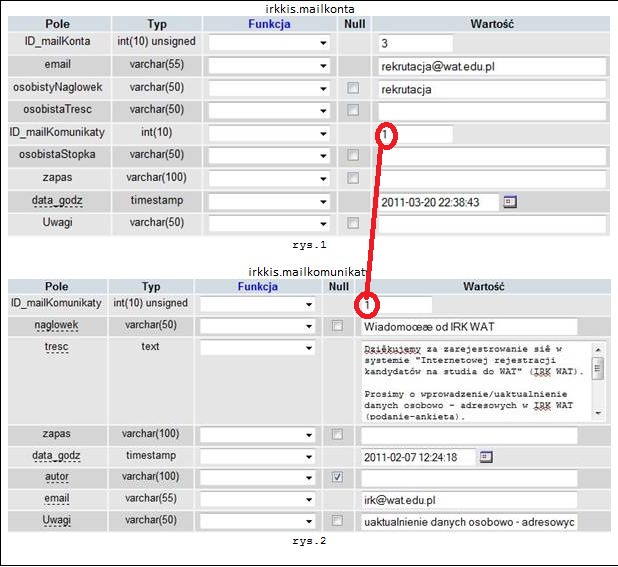 irkkis.mailkonta
Pole Typ Funkcja Null Wartość
ID_mailKonta int(10) unsigned 3
email varchar(55) rekrutacja@wat.edu.pl
osobistyNaglowek varchar(50) rekrutacja
osobistaTresc varchar(50)
ID_mailKomunikaty int(10) 1
osobistaStopka varchar(50)
zapas varchar(100)
data_godz timestamp 2011-03-20 22:38:43
Uwagi varchar(50)
rys.1
irkkis.mailkomunikaty
Pole Typ Funkcja Null Wartość
ID_mailKomunikaty int(10) unsigned 1
naglowek varchar(50) Wiadomoœæ od IRK WAT
tresc text Dziêkujemy za zarejestrowanie siê w
systemie "Internetowej rejestracji
kandydatów na studia do WAT" (IRK WAT).
Prosimy o wprowadzenie/uaktualnienie
danych osobowo - adresowych w IRK WAT
(podanie-ankieta).
zapas varchar(100)
data_godz timestamp 2011-02-07 12:24:18
autor varchar(100)
email varchar(55) irk@wat.edu.pl
Uwagi varchar(50) uaktualnienie danych osobowo - adresowyc
rys.2